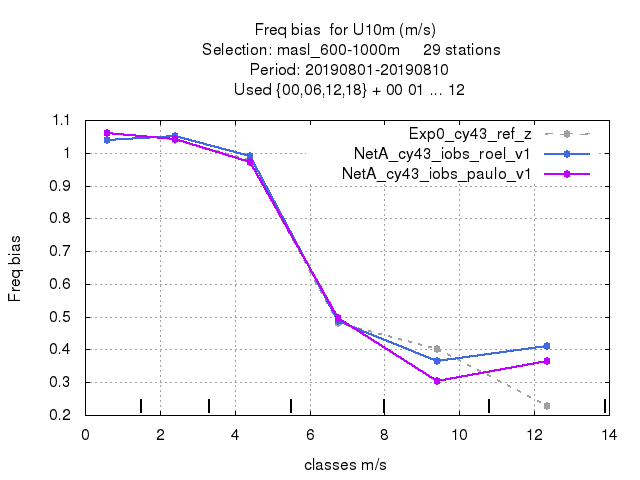 Freq bias  for U10m (m/s)
Selection: masl_600-1000m     29 stations
Period: 20190801-20190810
Used {00,06,12,18} + 00 01 ... 12
Exp0_cy43_ref_z
NetA_cy43_iobs_roel_v1
NetA_cy43_iobs_paulo_v1
Freq bias
1.1
1
0.9
0.8
0.7
0.6
0.5
0.4
0.3
0.2
0 2 4 6 8 10 12 14
classes m/s